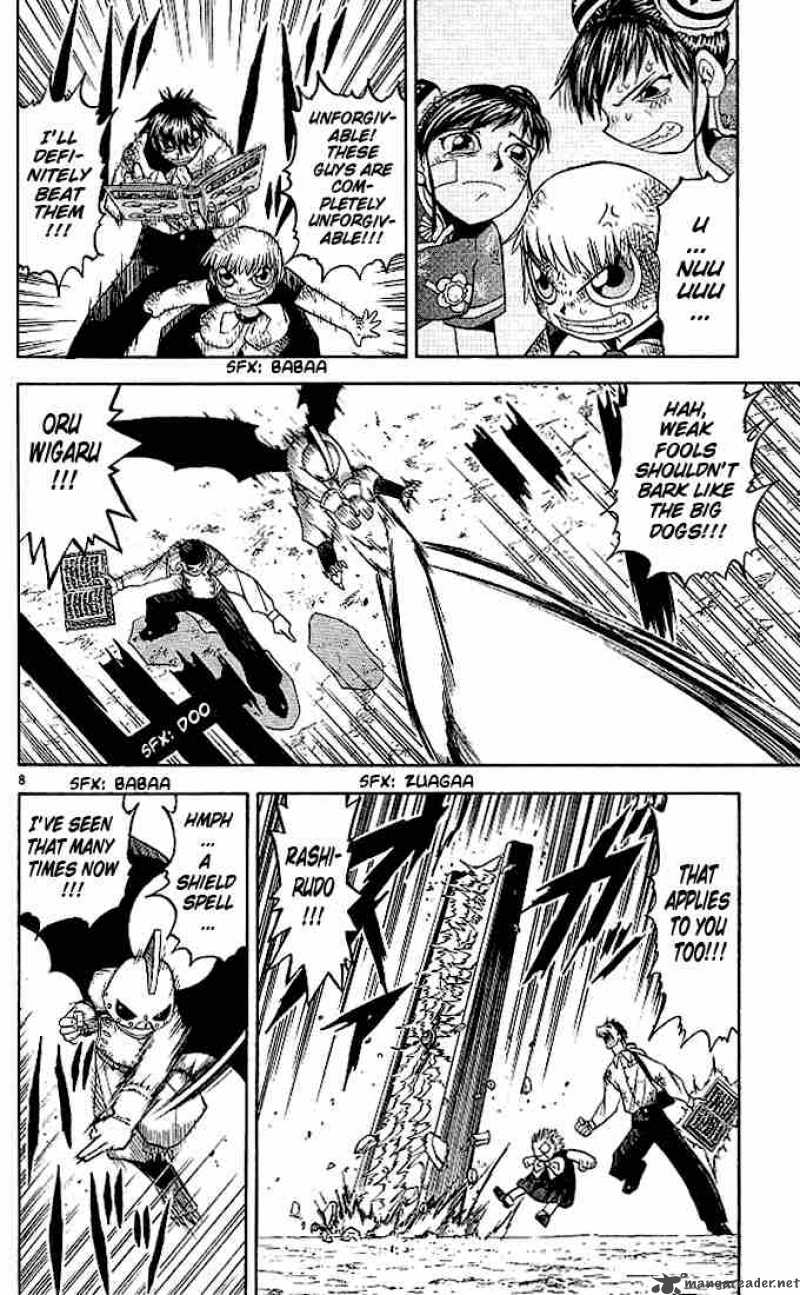 U
...
NUU
UUU
...
UNFORGIV-
ABLE!
THESE
GUYS ARE
COM-
PLETELY
UNFORGIV-
ABLE!!!
I'LL
DEFI-
NITELY
BEAT
THEM
!!!
SFX: BABAA
HAH,
WEAK
FOOLS
SHOULDN'T
BARK LIKE
THE BIG
DOGS!!!
ORU
WIGARU
!!!
SFX: DOO
8
SFX: BABAA
SFX: ZUAGAA
THAT
APPLIES
TO YOU
TOO!!!
RASHI-
RUDO
!!!
HMPH
...
A
SHIELD
SPELL
...
I'VE SEEN
THAT MANY
TIMES NOW
!!!
mangareader.net